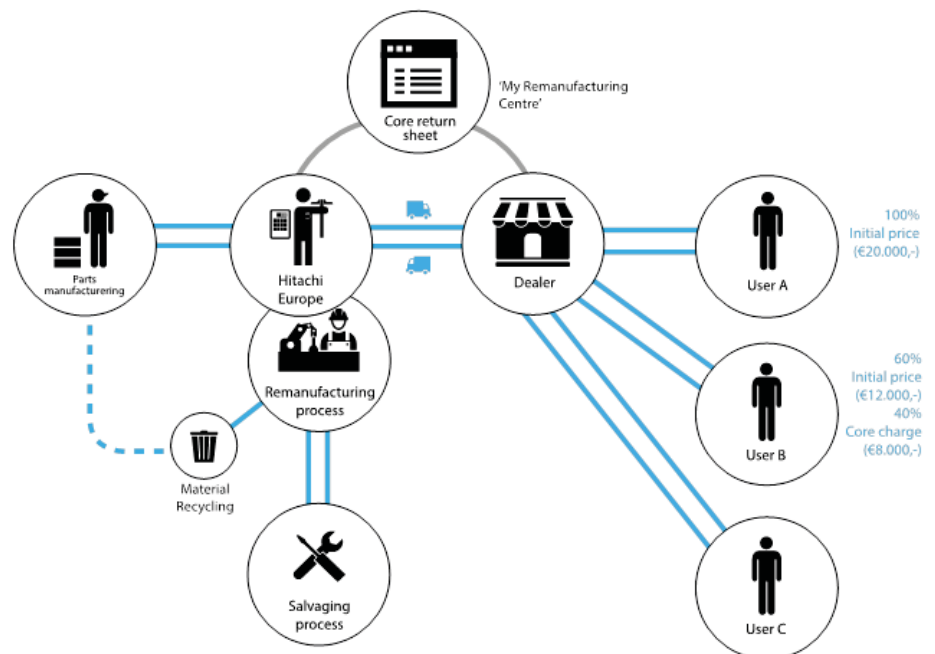 Core return
sheet
'My Remanufacturing
Centre'
Parts
manufacturering
Hitachi
Europe
Dealer
User A
100%
Initial price
(€20.000,-)
Remanufacturing
process
User B
60%
Initial price
(€12.000,-)
40%
Core charge
(€8.000,-)
Material
Recycling
Salvaging
process
User C